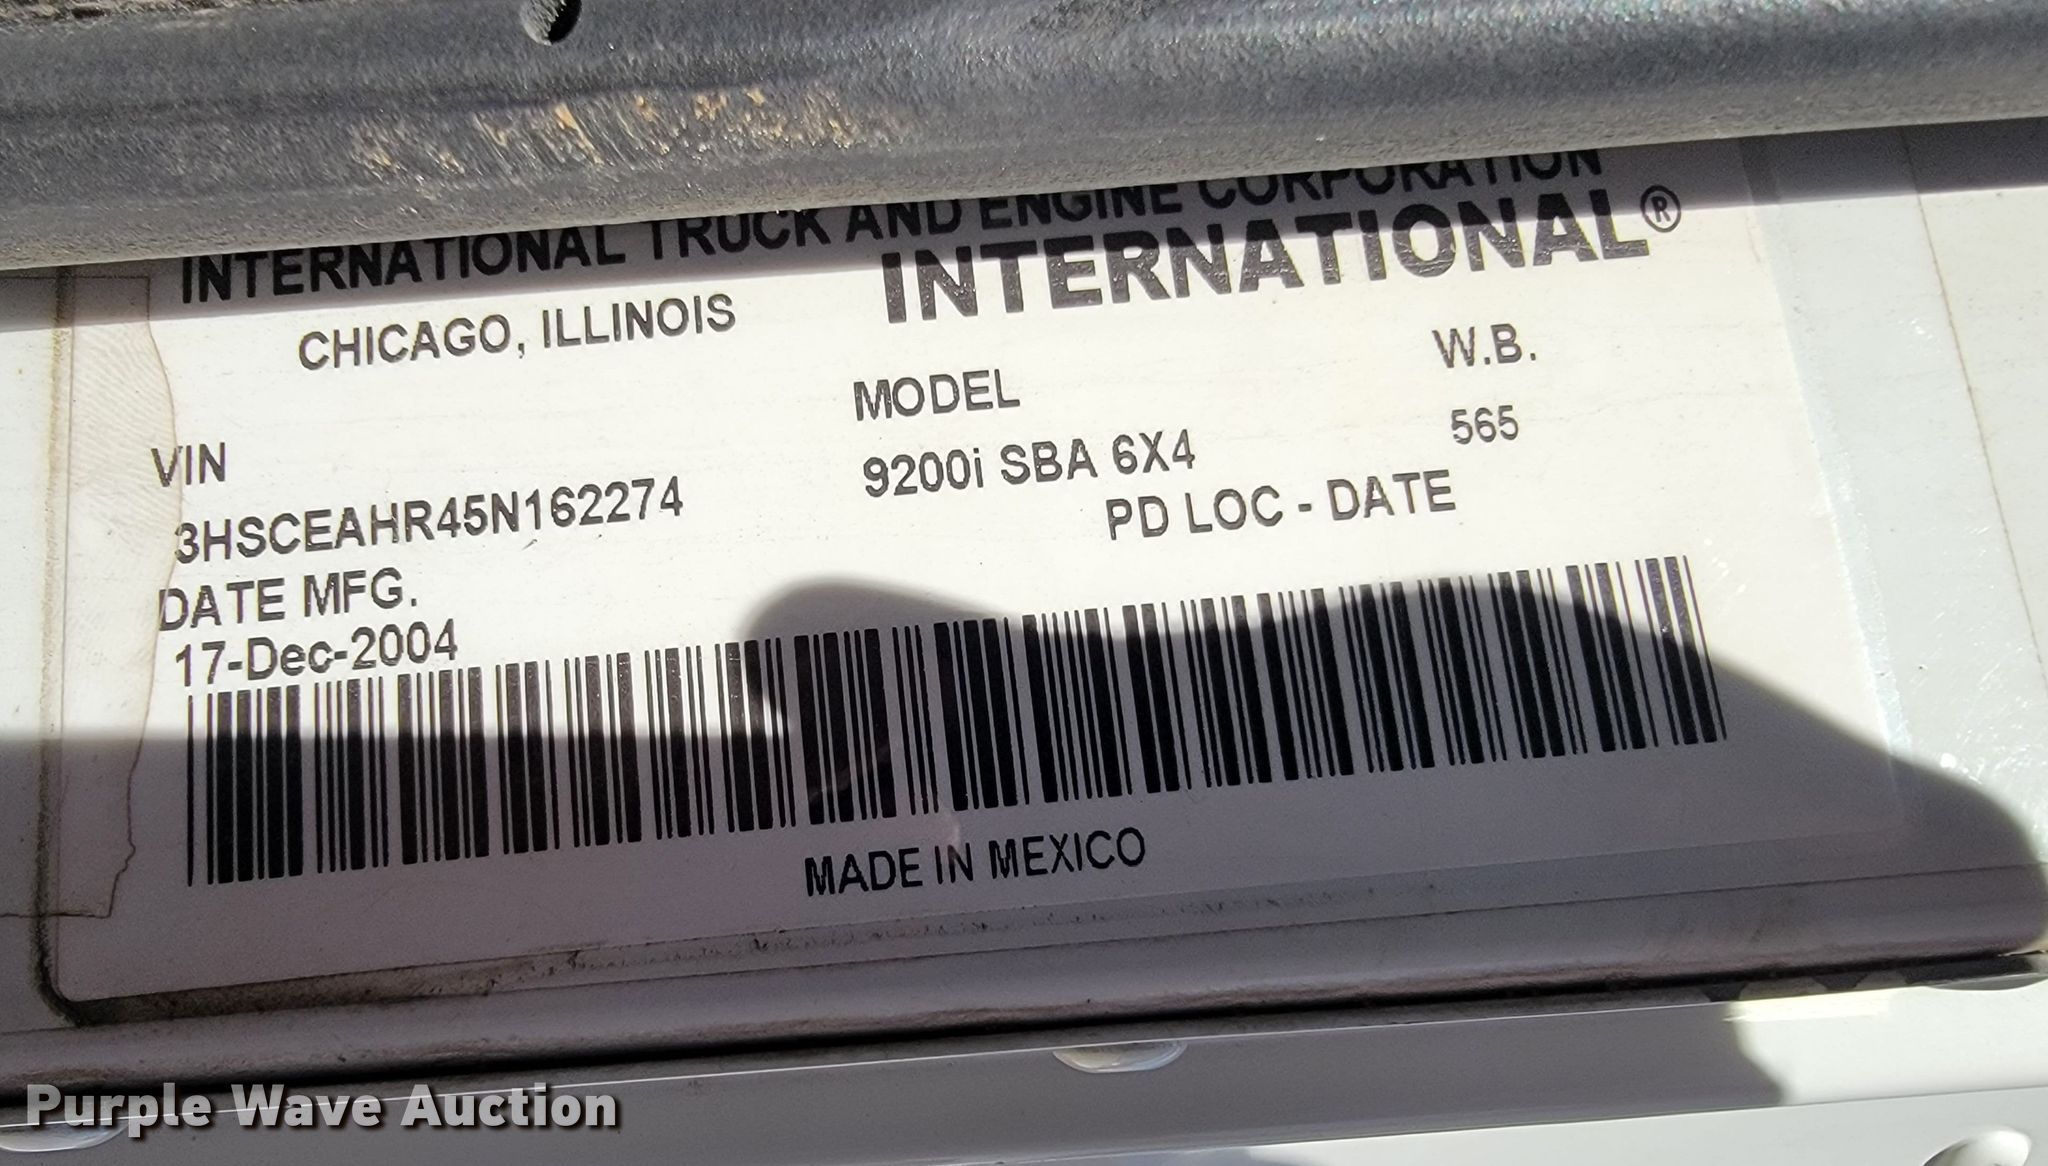 INTERNATIONAL TRUCK AND ENGINE CORPORATION
CHICAGO, ILLINOIS
INTERNATIONAL®
VIN
MODEL
W.B.
3HSCEAHR45N162274
9200i SBA 6X4
565
DATE MFG.
PD LOC - DATE
17-Dec-2004
MADE IN MEXICO
Purple Wave Auction